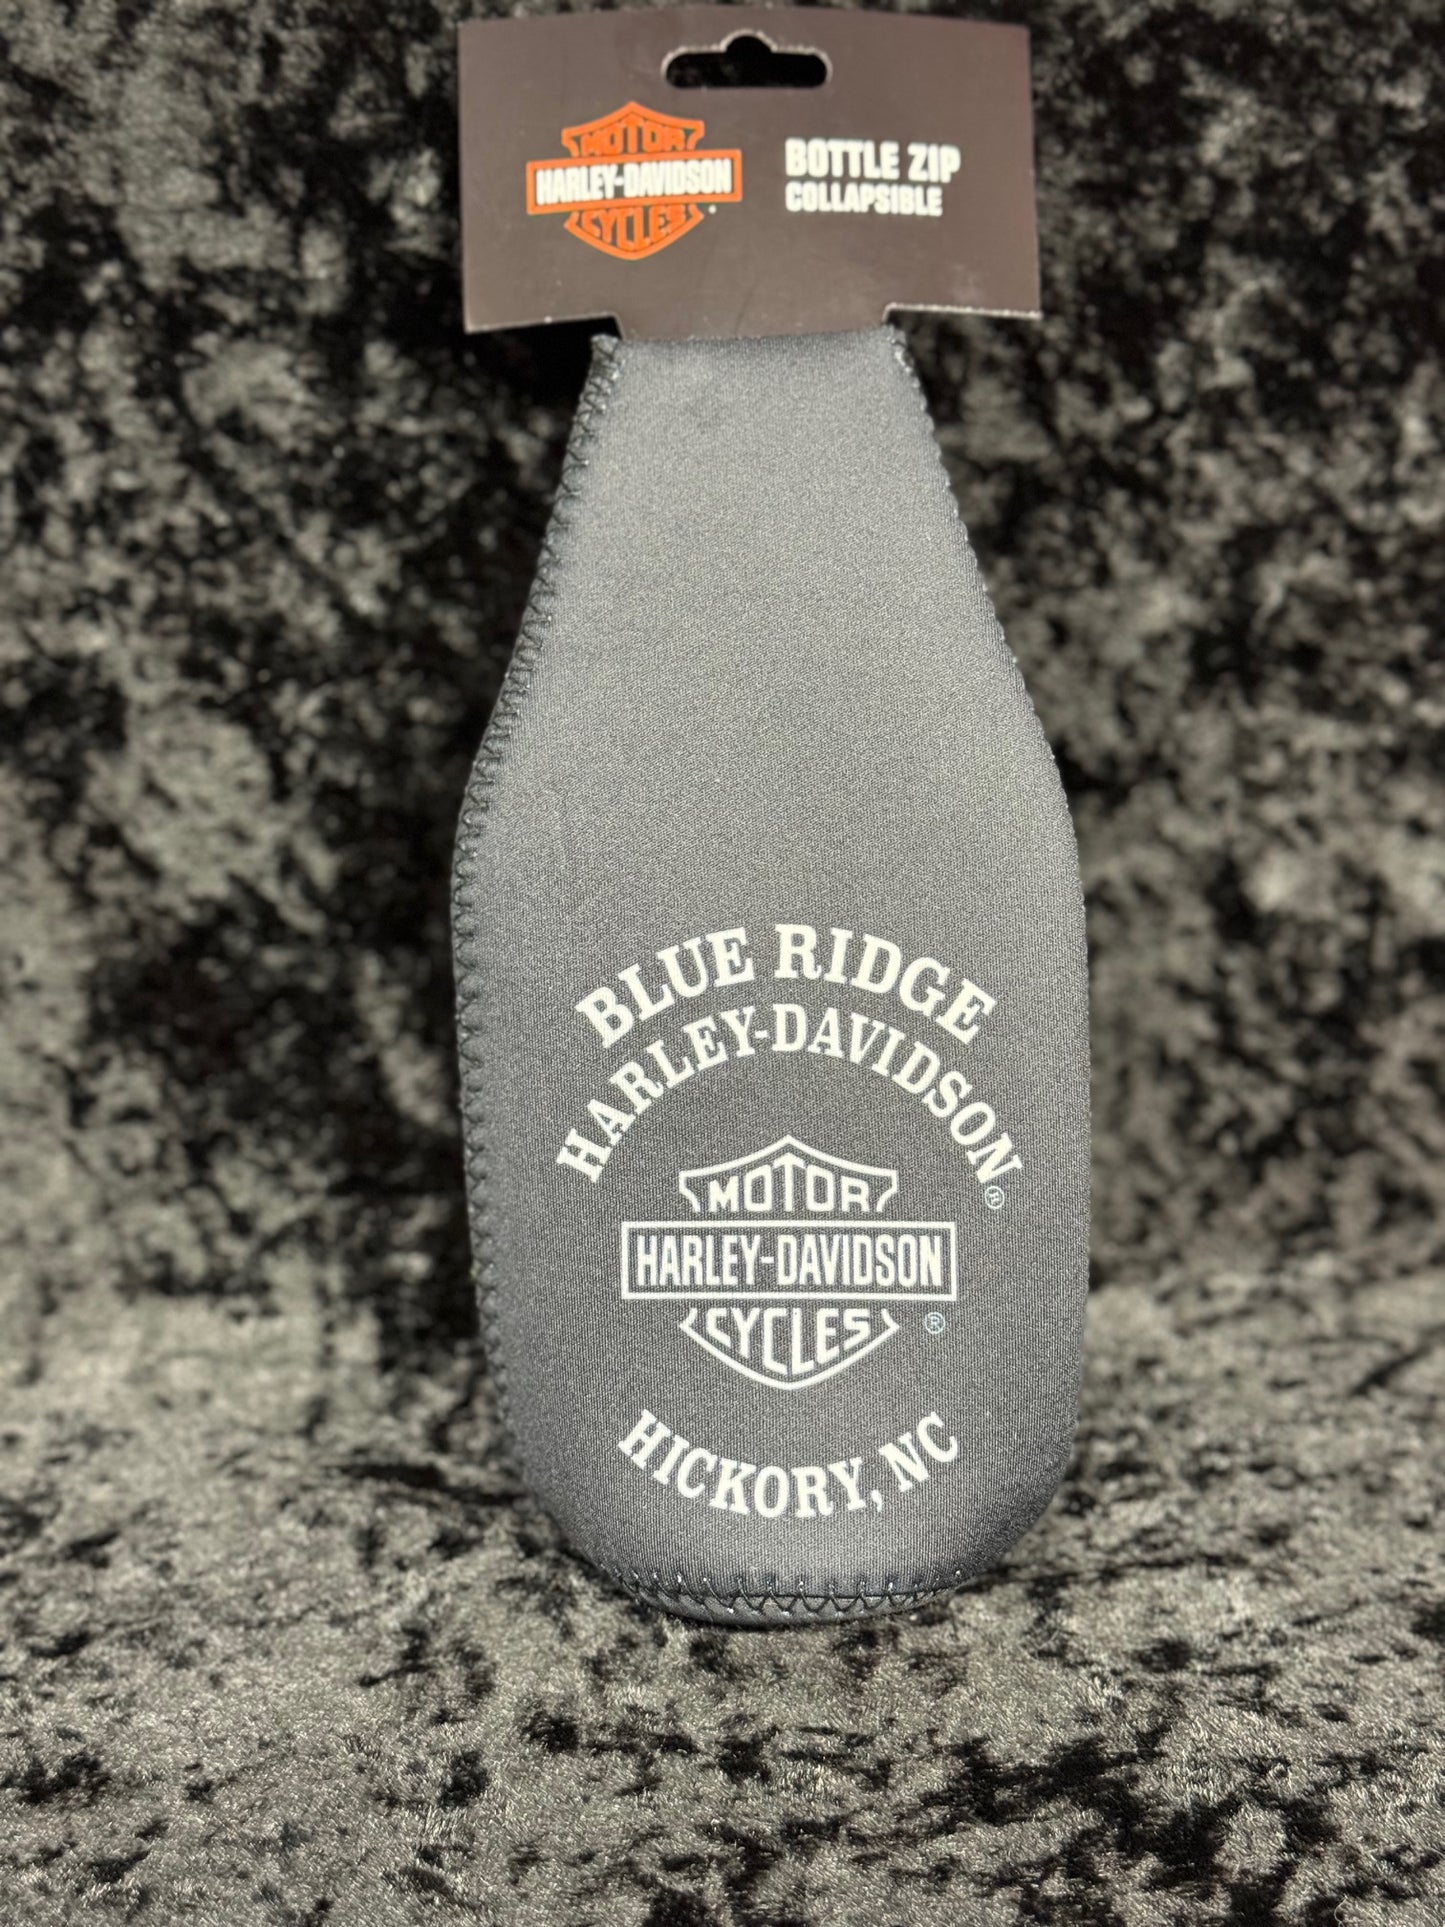 MOTOR
HARLEY-DAVIDSON
CYCLES
BOTTLE ZIP
COLLAPSIBLE
BLUE RIDGE
HARLEY-DAVIDSON®
MOTOR
HARLEY-DAVIDSON
CYCLES ®
HICKORY, NC